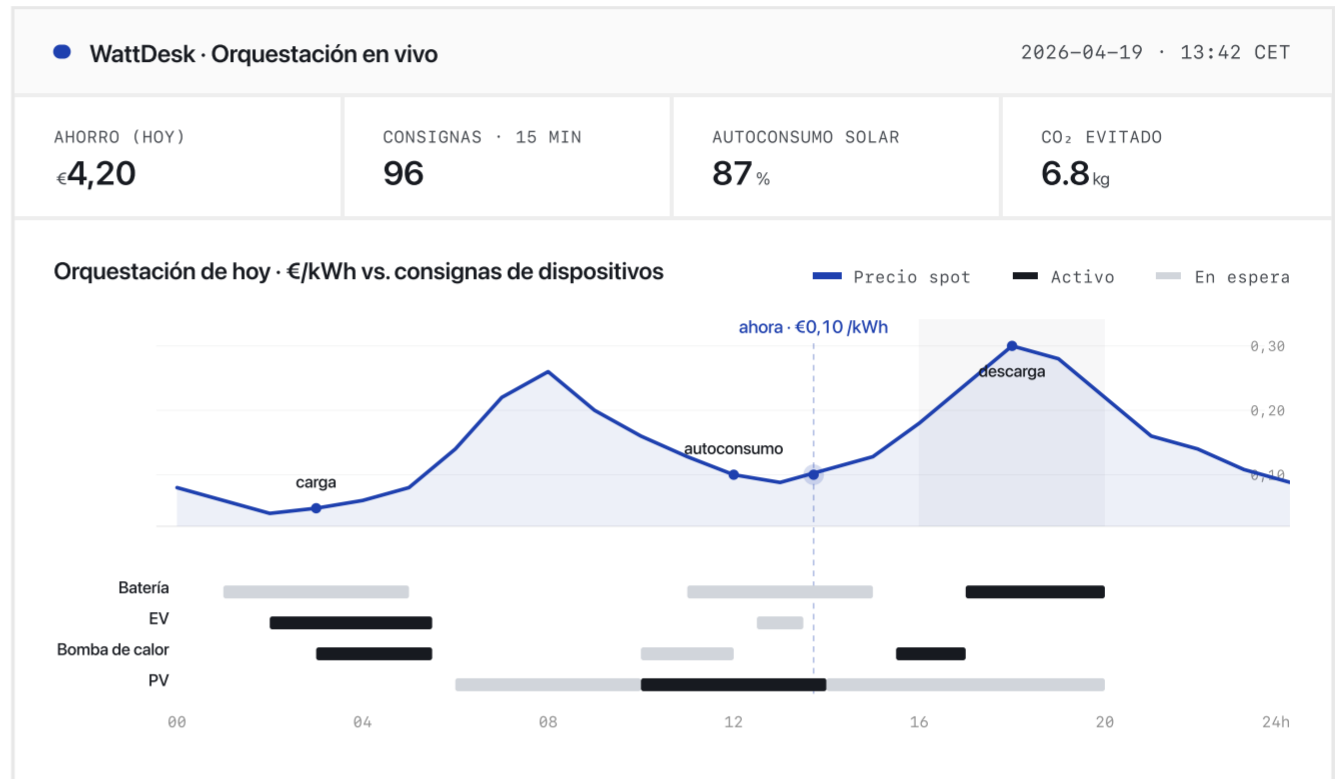 WattDesk · Orquestación en vivo
2026–04–19 · 13:42 CET
AHORRO (HOY)
€4,20
CONSIGNAS · 15 MIN
96
AUTOCONSUMO SOLAR
87 %
CO₂ EVITADO
6.8 kg
Orquestación de hoy · €/kWh vs. consignas de dispositivos
Precio spot
Activo
En espera
ahora · €0,10 /kWh
0,30
descarga
0,20
autoconsumo
0,10
carga
Batería
EV
Bomba de calor
PV
00 04 08 12 16 20 24h